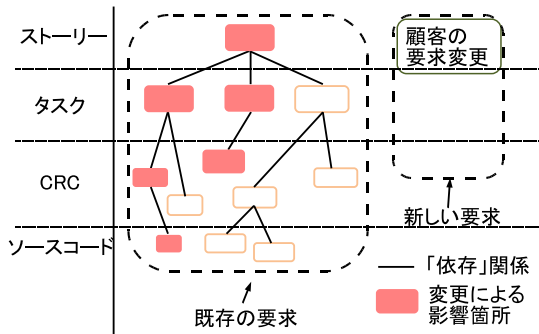 ストーリー
顧客の
要求変更
タスク
CRC
新しい要求
ソースコード
「依存」関係
変更による
影響箇所
既存の要求